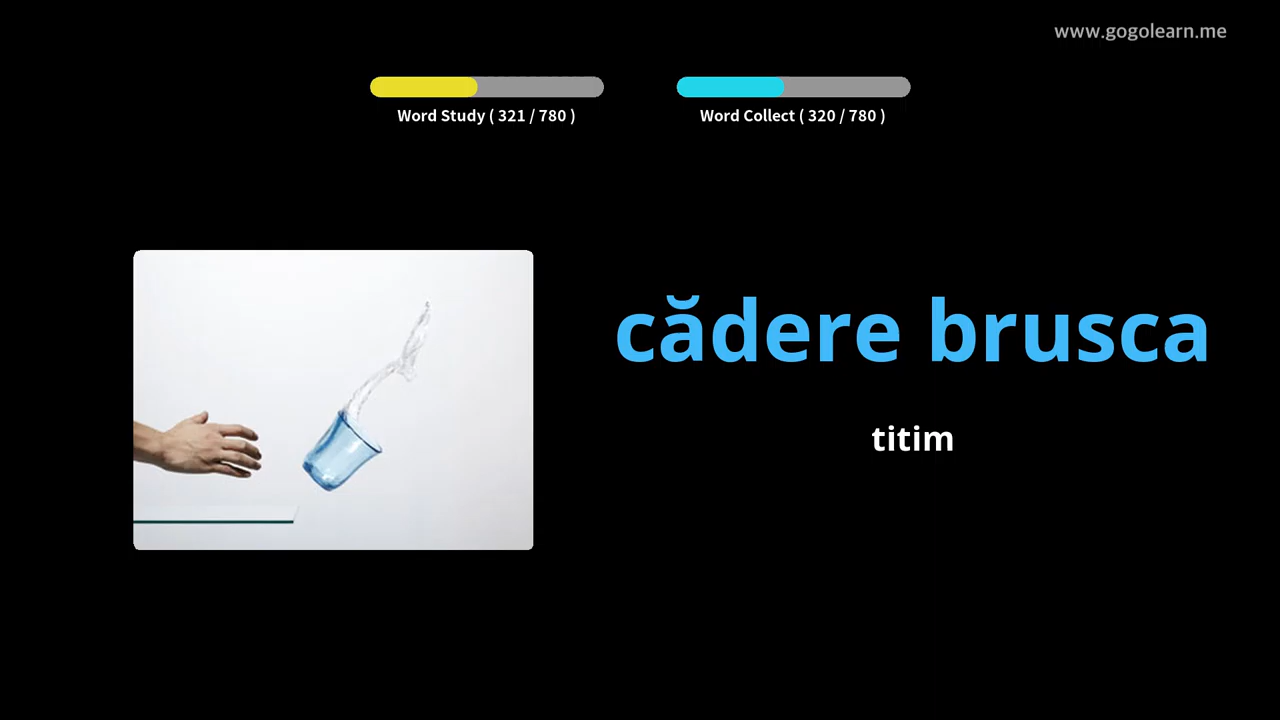 www.gogolearn.me
Word Study ( 321 / 780 )
Word Collect ( 320 / 780 )
cădere brusca
titim